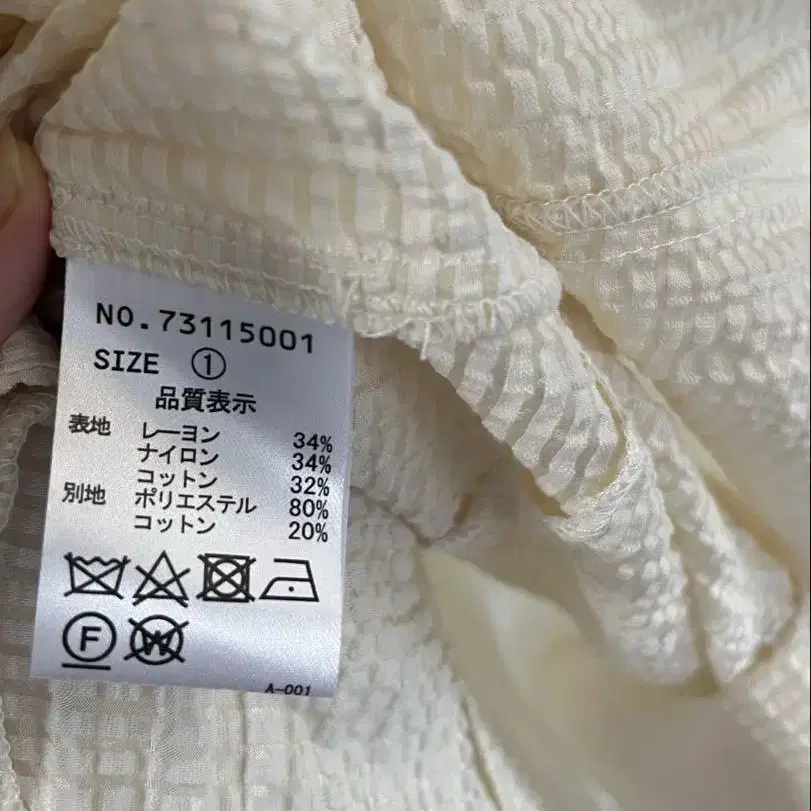 NO.73115001
SIZE ①
品質表示
表地 レーヨン 34%
ナイロン 34%
コットン 32%
別地 ポリエステル 80%
コットン 20%
F W
A-001